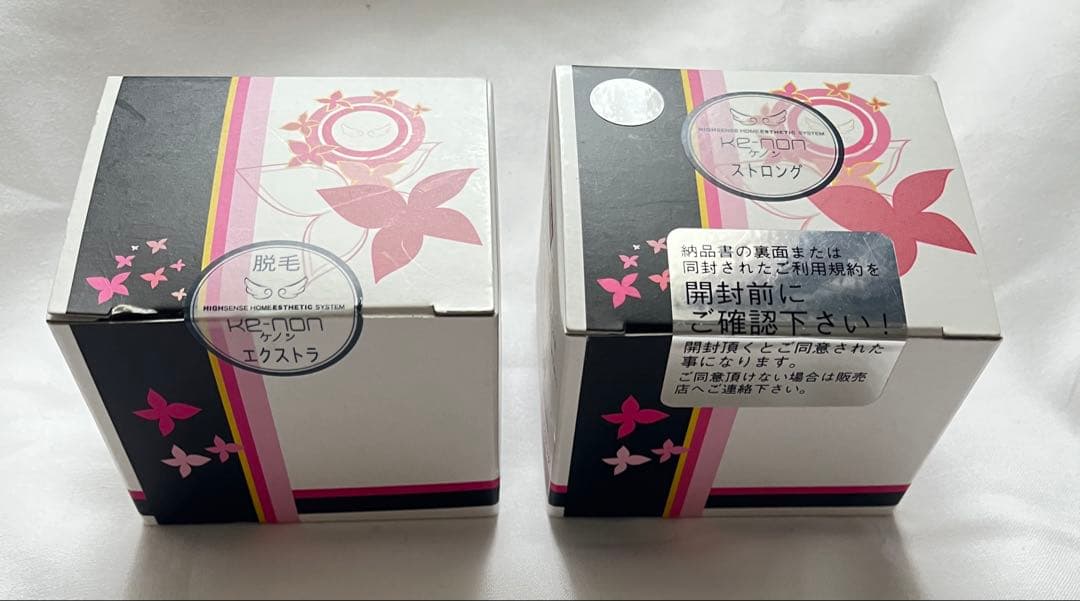 脱毛
HIGHSENSE HOME ESTHETIC SYSTEM
Ke-non
ケノン
エクストラ
HIGHSENSE HOME ESTHETIC SYSTEM
Ke-non
ケノン
ストロング
納品書の裏面または
同封されたご利用規約を
開封前に
ご確認下さい！
開封頂くとご同意された
事になります。
ご同意頂けない場合は販売
店へご連絡下さい。